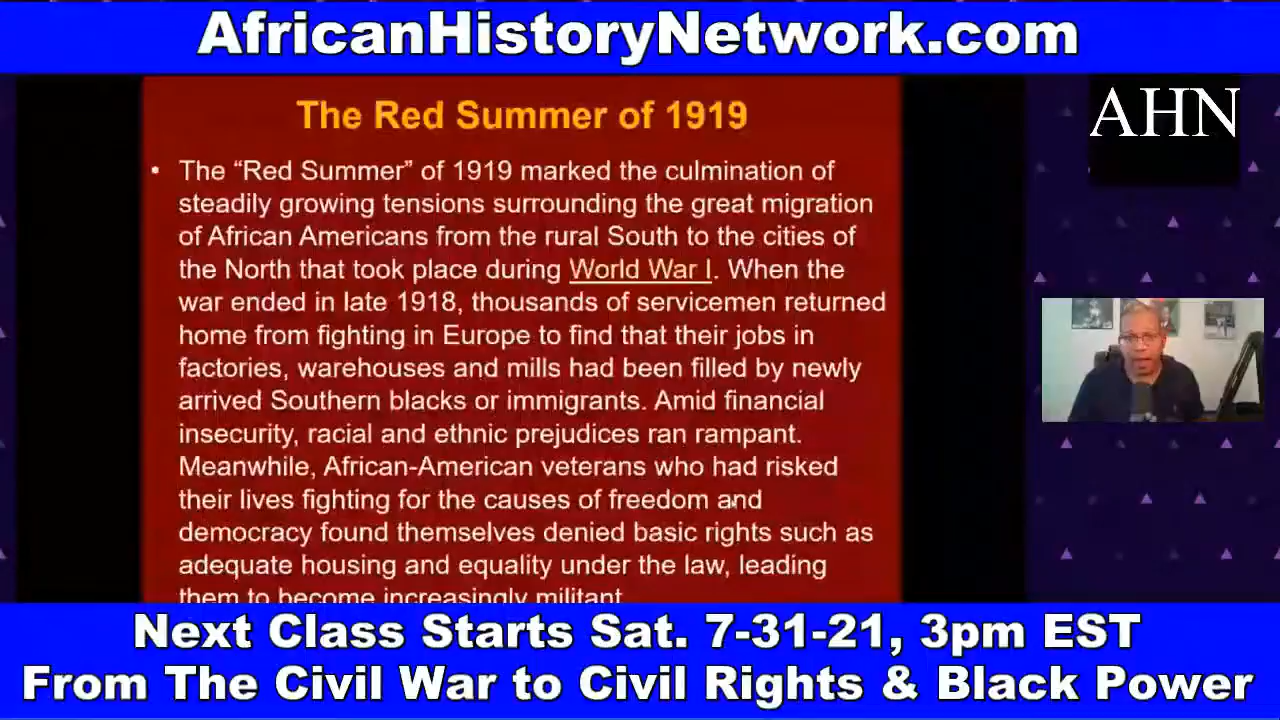 AfricanHistoryNetwork.com
AHN
The Red Summer of 1919
• The “Red Summer” of 1919 marked the culmination of
steadily growing tensions surrounding the great migration
of African Americans from the rural South to the cities of
the North that took place during World War I. When the
war ended in late 1918, thousands of servicemen returned
home from fighting in Europe to find that their jobs in
factories, warehouses and mills had been filled by newly
arrived Southern blacks or immigrants. Amid financial
insecurity, racial and ethnic prejudices ran rampant.
Meanwhile, African-American veterans who had risked
their lives fighting for the causes of freedom and
democracy found themselves denied basic rights such as
adequate housing and equality under the law, leading
them to become increasingly militant.
Next Class Starts Sat. 7-31-21, 3pm EST
From The Civil War to Civil Rights & Black Power